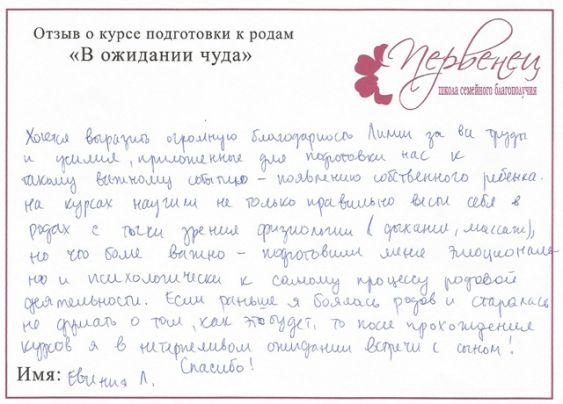 Отзыв о курсе подготовки к родам
«В ожидании чуда»
Первенец
школа семейного благополучия
Хочется выразить огромную благодарность Лилии за ва труды
и усилия, приложенные для подготовки нас к
такому важному событию – появлению собственного ребенка.
на курсах научили не только правильно вести себя в
родах с точки зрения физиологии (дыхание, массаж),
но что более важно – подготовили меня эмоциональ
но и психологически к самому процессу родовой
деятельности. Если раньше я боялась родов и старалась
не думать о том, как это будет, то после прохождения
курсов я в нетерпеливом ожидании встречи с сыном!
Спасибо!
Имя: Евгения Л.